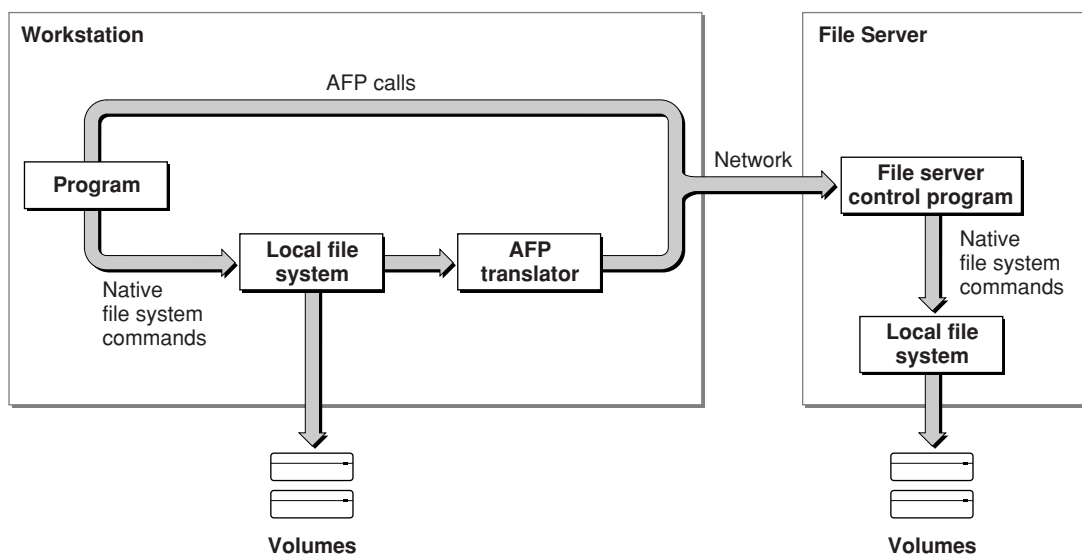 Workstation
File Server
AFP calls
Program
Network
File server
control program
Local file
system
AFP
translator
Native
file system
commands
Native
file system
commands
Local file
system
Volumes
Volumes